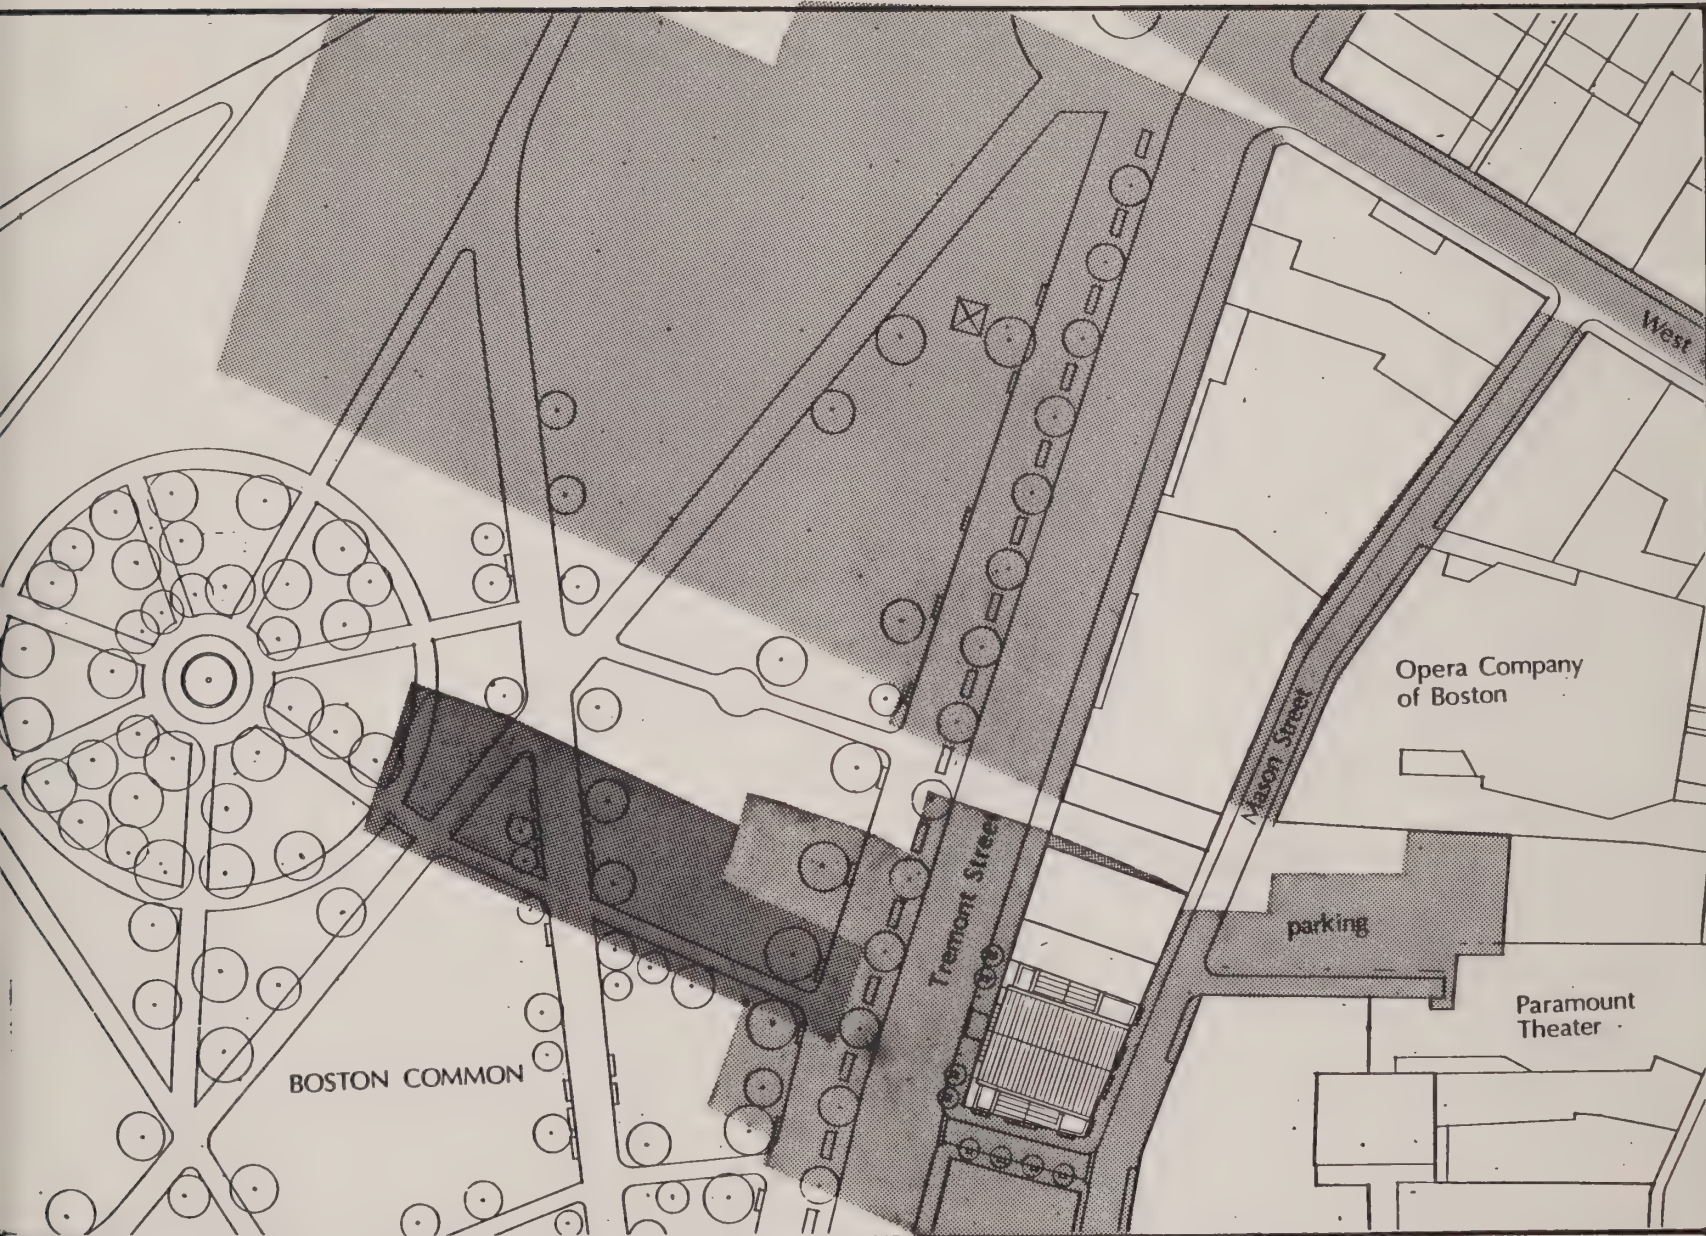 West
Opera Company
of Boston
Mason Street
Tremont Street
parking
Paramount
Theater
BOSTON COMMON